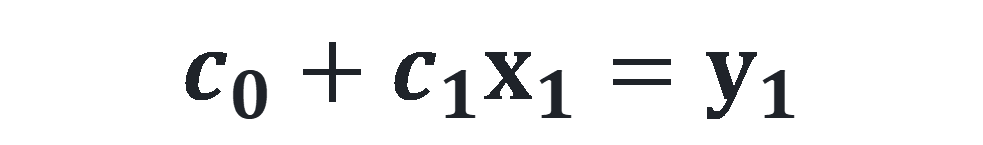 c₀ + c₁x₁ = y₁